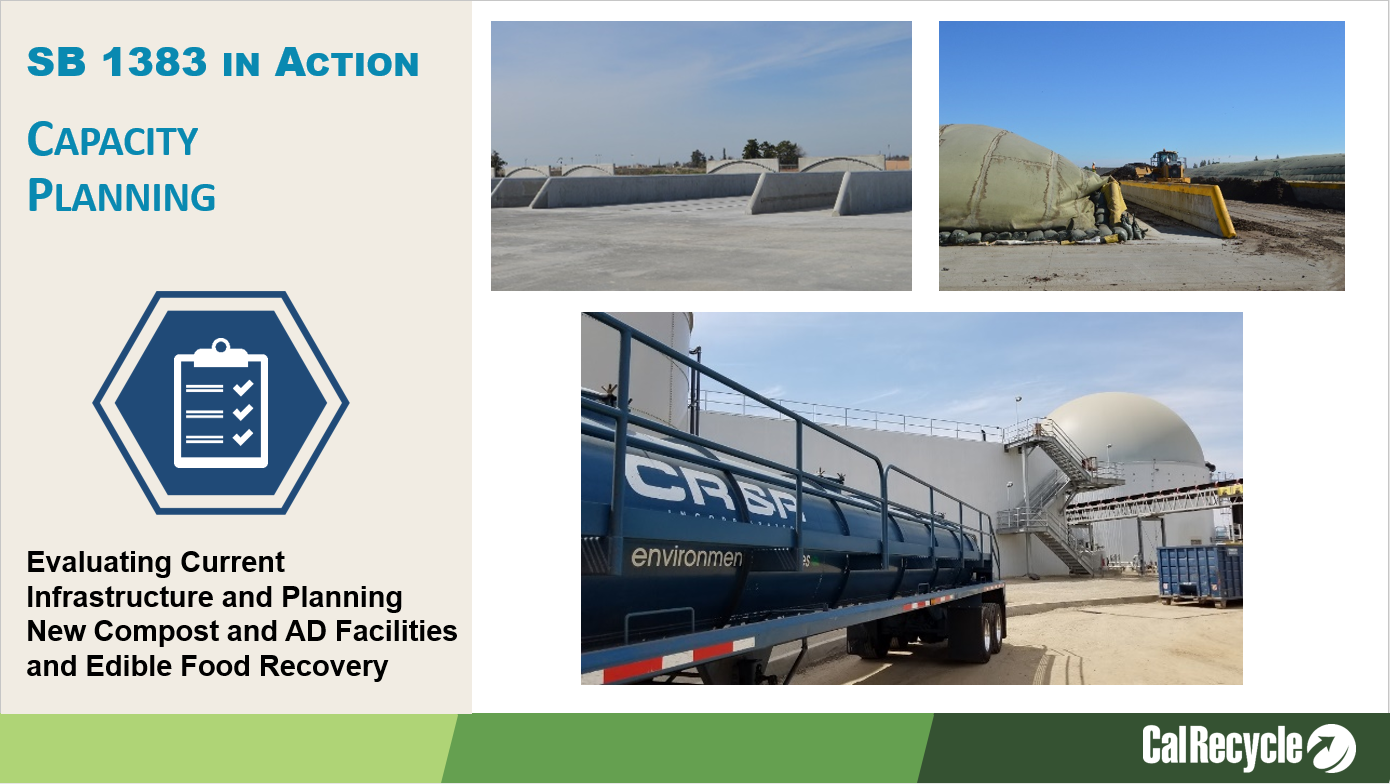 SB 1383 IN ACTION
CAPACITY
PLANNING
Evaluating Current
Infrastructure and Planning
New Compost and AD Facilities
and Edible Food Recovery
INCORPORATED
CalRecycle